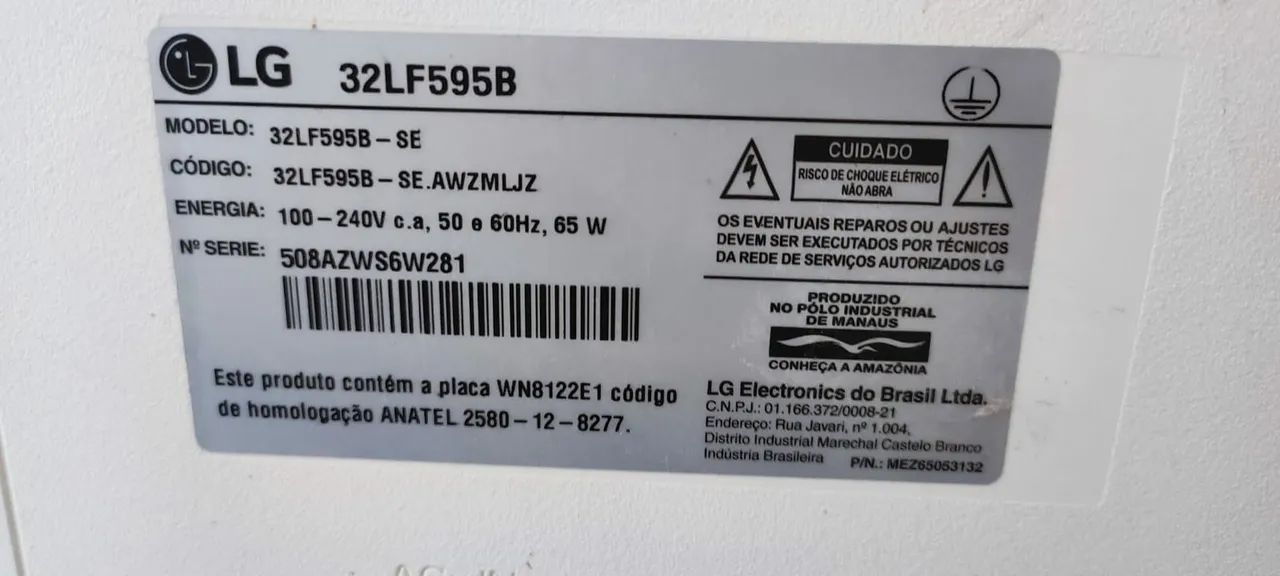 LG 32LF595B
MODELO: 32LF595B-SE
CÓDIGO: 32LF595B-SE.AWZMLJZ
ENERGIA: 100-240V c.a, 50 e 60Hz, 65 W
Nº SERIE: 508AZWS6W281
Este produto contém a placa WN8122E1 código
de homologação ANATEL 2580-12-8277.
CUIDADO
RISCO DE CHOQUE ELÉTRICO
NÃO ABRA
OS EVENTUAIS REPAROS OU AJUSTES
DEVEM SER EXECUTADOS POR TÉCNICOS
DA REDE DE SERVIÇOS AUTORIZADOS LG
PRODUZIDO
NO PÓLO INDUSTRIAL
DE MANAUS
CONHEÇA A AMAZÔNIA
LG Electronics do Brasil Ltda.
C.N.P.J.: 01.166.372/0008-21
Endereço: Rua Javari, nº 1.004,
Distrito Industrial Marechal Castelo Branco
Indústria Brasileira P/N.: MEZ65053132